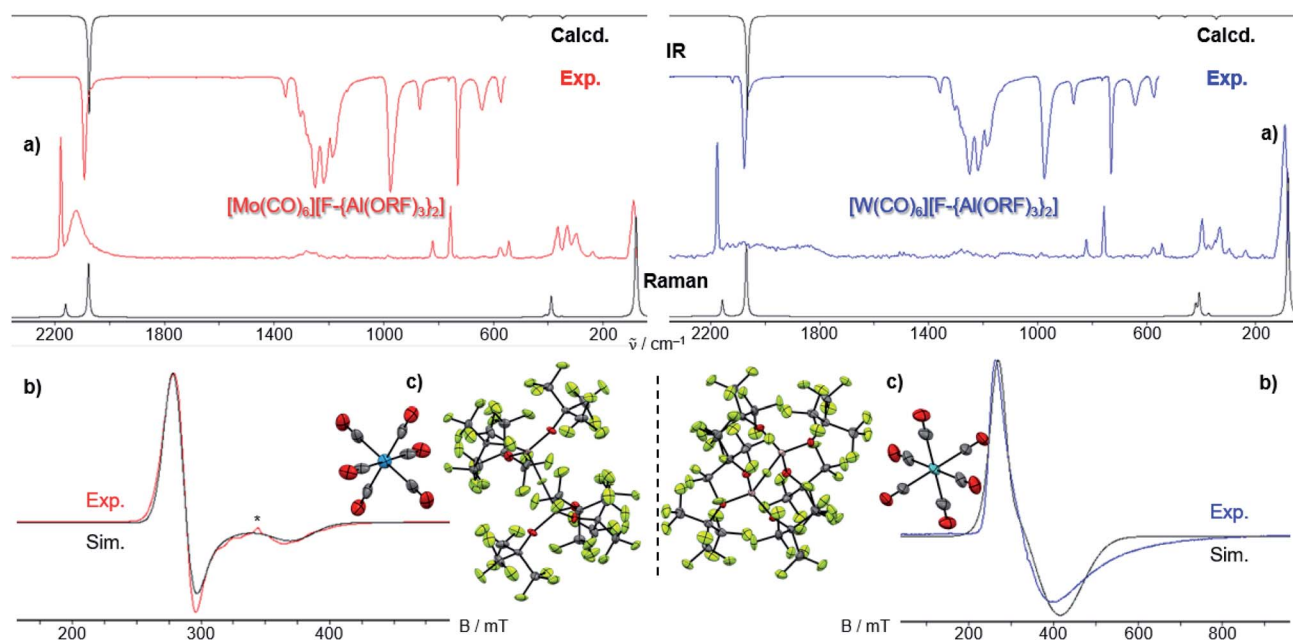 Calcd.
IR
Calcd.
Exp.
Exp.
a)
a)
[Mo(CO)₆][F-{Al(ORF)₃}₂]
[W(CO)₆][F-{Al(ORF)₃}₂]
Raman
2200 1800 1400 1000 600 200
ṽ / cm⁻¹
2200 1800 1400 1000 600 200
b)
c)
c)
b)
Exp.
*
Exp.
Sim.
Sim.
200 300 400
B / mT
B / mT
200 400 600 800